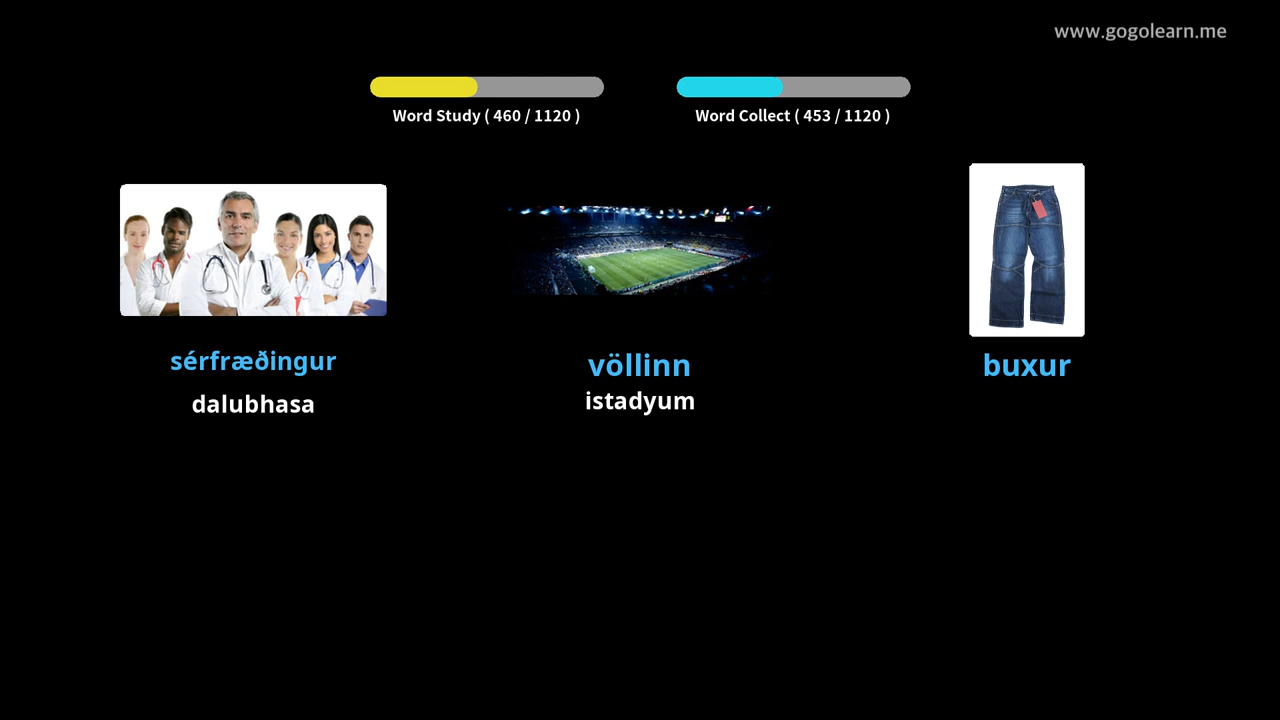 www.gogolearn.me
Word Study ( 460 / 1120 )
Word Collect ( 453 / 1120 )
sérfræðingur
dalubhasa
völlinn
istadyum
buxur